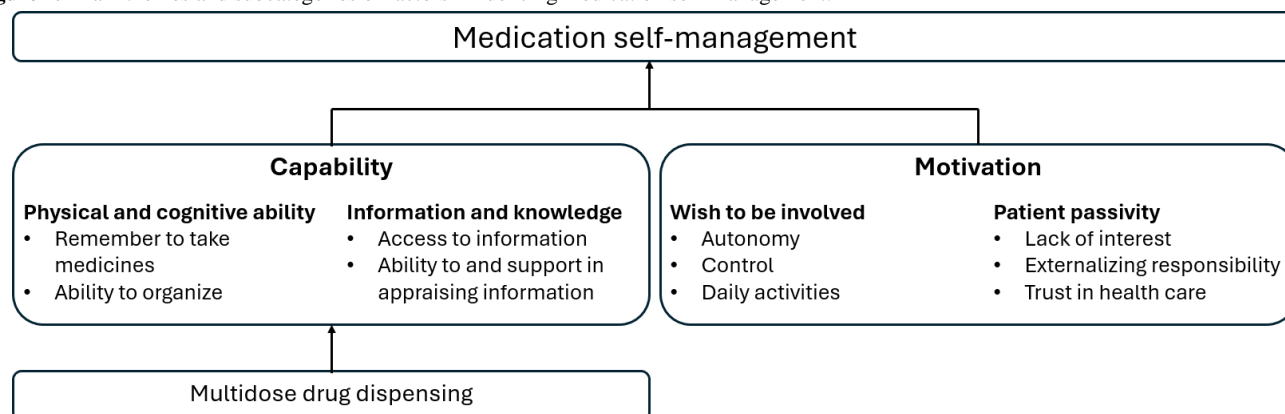 Medication self-management
Capability
Physical and cognitive ability
• Remember to take
medicines
• Ability to organize
Information and knowledge
• Access to information
• Ability to and support in
appraising information
Motivation
Wish to be involved
• Autonomy
• Control
• Daily activities
Patient passivity
• Lack of interest
• Externalizing responsibility
• Trust in health care
Multidose drug dispensing